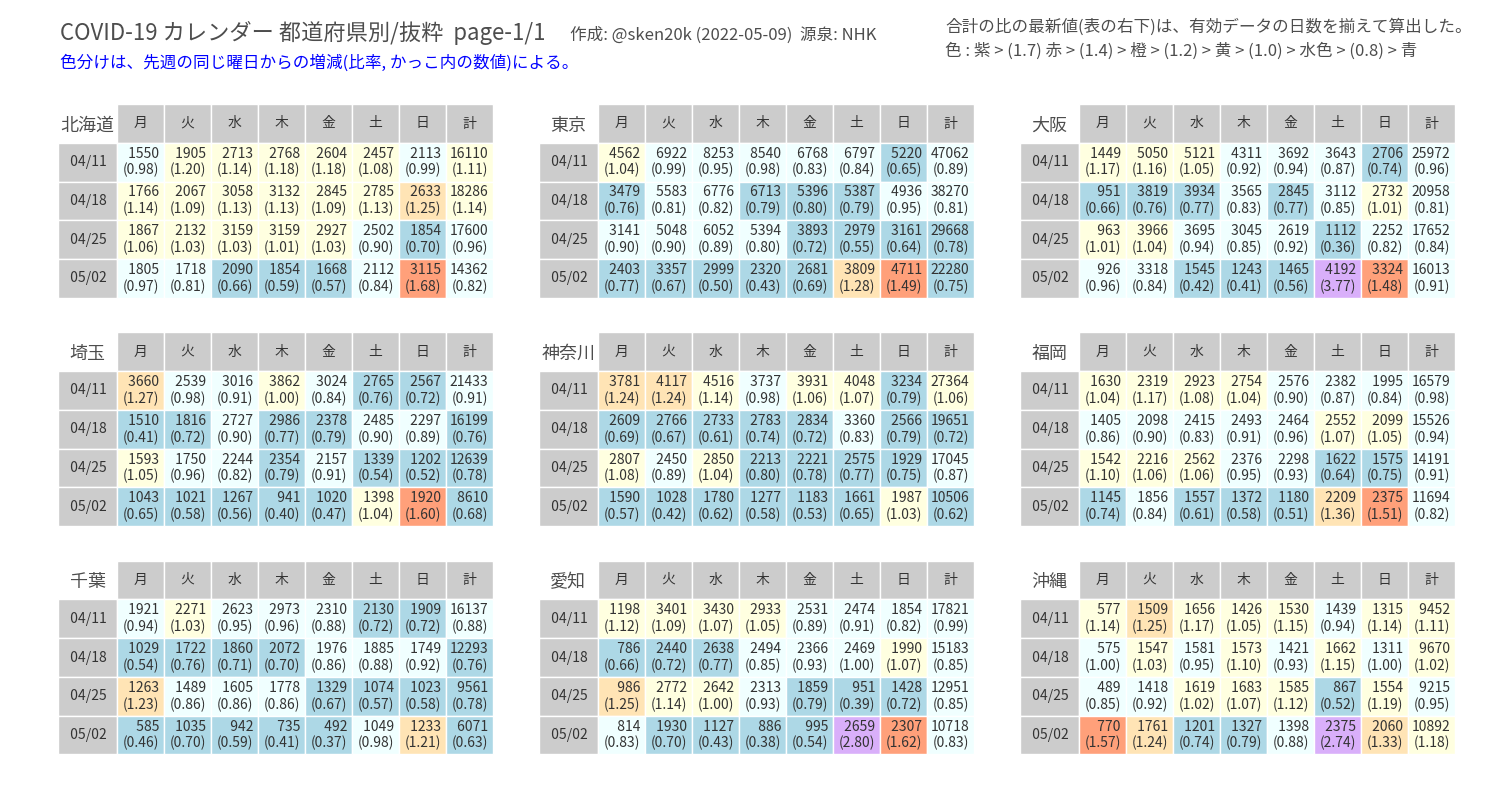 COVID-19 カレンダー 都道府県別/抜粋 page-1/1 作成: @sken20k (2022-05-09) 源泉: NHK
合計の比の最新値(表の右下)は、有効データの日数を揃えて算出した。
色分けは、先週の同じ曜日からの増減(比率, かっこ内の数値)による。
色 : 紫 > (1.7) 赤 > (1.4) > 橙 > (1.2) > 黄 > (1.0) > 水色 > (0.8) > 青
北海道 月 火 水 木 金 土 日 計
04/11 1550 1905 2713 2768 2604 2457 2113 16110
(0.98) (1.20) (1.14) (1.18) (1.18) (1.08) (0.99) (1.11)
04/18 1766 2067 3058 3132 2845 2785 2633 18286
(1.14) (1.09) (1.13) (1.13) (1.09) (1.13) (1.25) (1.14)
04/25 1867 2132 3159 3159 2927 2502 1854 17600
(1.06) (1.03) (1.03) (1.01) (1.03) (0.90) (0.70) (0.96)
05/02 1805 1718 2090 1854 1668 2112 3115 14362
(0.97) (0.81) (0.66) (0.59) (0.57) (0.84) (1.68) (0.82)
東京 月 火 水 木 金 土 日 計
04/11 4562 6922 8253 8540 6768 6797 5220 47062
(1.04) (0.99) (0.95) (0.98) (0.83) (0.84) (0.65) (0.89)
04/18 3479 5583 6776 6713 5396 5387 4936 38270
(0.76) (0.81) (0.82) (0.79) (0.80) (0.79) (0.95) (0.81)
04/25 3141 5048 6052 5394 3893 2979 3161 29668
(0.90) (0.90) (0.89) (0.80) (0.72) (0.55) (0.64) (0.78)
05/02 2403 3357 2999 2320 2681 3809 4711 22280
(0.77) (0.67) (0.50) (0.43) (0.69) (1.28) (1.49) (0.75)
大阪 月 火 水 木 金 土 日 計
04/11 1449 5050 5121 4311 3692 3643 2706 25972
(1.17) (1.16) (1.05) (0.92) (0.94) (0.87) (0.74) (0.96)
04/18 951 3819 3934 3565 2845 3112 2732 20958
(0.66) (0.76) (0.77) (0.83) (0.77) (0.85) (1.01) (0.81)
04/25 963 3966 3695 3045 2619 1112 2252 17652
(1.01) (1.04) (0.94) (0.85) (0.92) (0.36) (0.82) (0.84)
05/02 926 3318 1545 1243 1465 4192 3324 16013
(0.96) (0.84) (0.42) (0.41) (0.56) (3.77) (1.48) (0.91)
埼玉 月 火 水 木 金 土 日 計
04/11 3660 2539 3016 3862 3024 2765 2567 21433
(1.27) (0.98) (0.91) (1.00) (0.84) (0.76) (0.72) (0.91)
04/18 1510 1816 2727 2986 2378 2485 2297 16199
(0.41) (0.72) (0.90) (0.77) (0.79) (0.90) (0.89) (0.76)
04/25 1593 1750 2244 2354 2157 1339 1202 12639
(1.05) (0.96) (0.82) (0.79) (0.91) (0.54) (0.52) (0.78)
05/02 1043 1021 1267 941 1020 1398 1920 8610
(0.65) (0.58) (0.56) (0.40) (0.47) (1.04) (1.60) (0.68)
神奈川 月 火 水 木 金 土 日 計
04/11 3781 4117 4516 3737 3931 4048 3234 27364
(1.24) (1.24) (1.14) (0.98) (1.06) (1.07) (0.79) (1.06)
04/18 2609 2766 2733 2783 2834 3360 2566 19651
(0.69) (0.67) (0.61) (0.74) (0.72) (0.83) (0.79) (0.72)
04/25 2807 2450 2850 2213 2221 2575 1929 17045
(1.08) (0.89) (1.04) (0.80) (0.78) (0.77) (0.75) (0.87)
05/02 1590 1028 1780 1277 1183 1661 1987 10506
(0.57) (0.42) (0.62) (0.58) (0.53) (0.65) (1.03) (0.62)
福岡 月 火 水 木 金 土 日 計
04/11 1630 2319 2923 2754 2576 2382 1995 16579
(1.04) (1.17) (1.08) (1.04) (0.90) (0.87) (0.84) (0.98)
04/18 1405 2098 2415 2493 2464 2552 2099 15526
(0.86) (0.90) (0.83) (0.91) (0.96) (1.07) (1.05) (0.94)
04/25 1542 2216 2562 2376 2298 1622 1575 14191
(1.10) (1.06) (1.06) (0.95) (0.93) (0.64) (0.75) (0.91)
05/02 1145 1856 1557 1372 1180 2209 2375 11694
(0.74) (0.84) (0.61) (0.58) (0.51) (1.36) (1.51) (0.82)
千葉 月 火 水 木 金 土 日 計
04/11 1921 2271 2623 2973 2310 2130 1909 16137
(0.94) (1.03) (0.95) (0.96) (0.88) (0.72) (0.72) (0.88)
04/18 1029 1722 1860 2072 1976 1885 1749 12293
(0.54) (0.76) (0.71) (0.70) (0.86) (0.88) (0.92) (0.76)
04/25 1263 1489 1605 1778 1329 1074 1023 9561
(1.23) (0.86) (0.86) (0.86) (0.67) (0.57) (0.58) (0.78)
05/02 585 1035 942 735 492 1049 1233 6071
(0.46) (0.70) (0.59) (0.41) (0.37) (0.98) (1.21) (0.63)
愛知 月 火 水 木 金 土 日 計
04/11 1198 3401 3430 2933 2531 2474 1854 17821
(1.12) (1.09) (1.07) (1.05) (0.89) (0.91) (0.82) (0.99)
04/18 786 2440 2638 2494 2366 2469 1990 15183
(0.66) (0.72) (0.77) (0.85) (0.93) (1.00) (1.07) (0.85)
04/25 986 2772 2642 2313 1859 951 1428 12951
(1.25) (1.14) (1.00) (0.93) (0.79) (0.39) (0.72) (0.85)
05/02 814 1930 1127 886 995 2659 2307 10718
(0.83) (0.70) (0.43) (0.38) (0.54) (2.80) (1.62) (0.83)
沖縄 月 火 水 木 金 土 日 計
04/11 577 1509 1656 1426 1530 1439 1315 9452
(1.14) (1.25) (1.17) (1.05) (1.15) (0.94) (1.14) (1.11)
04/18 575 1547 1581 1573 1421 1662 1311 9670
(1.00) (1.03) (0.95) (1.10) (0.93) (1.15) (1.00) (1.02)
04/25 489 1418 1619 1683 1585 867 1554 9215
(0.85) (0.92) (1.02) (1.07) (1.12) (0.52) (1.19) (0.95)
05/02 770 1761 1201 1327 1398 2375 2060 10892
(1.57) (1.24) (0.74) (0.79) (0.88) (2.74) (1.33) (1.18)